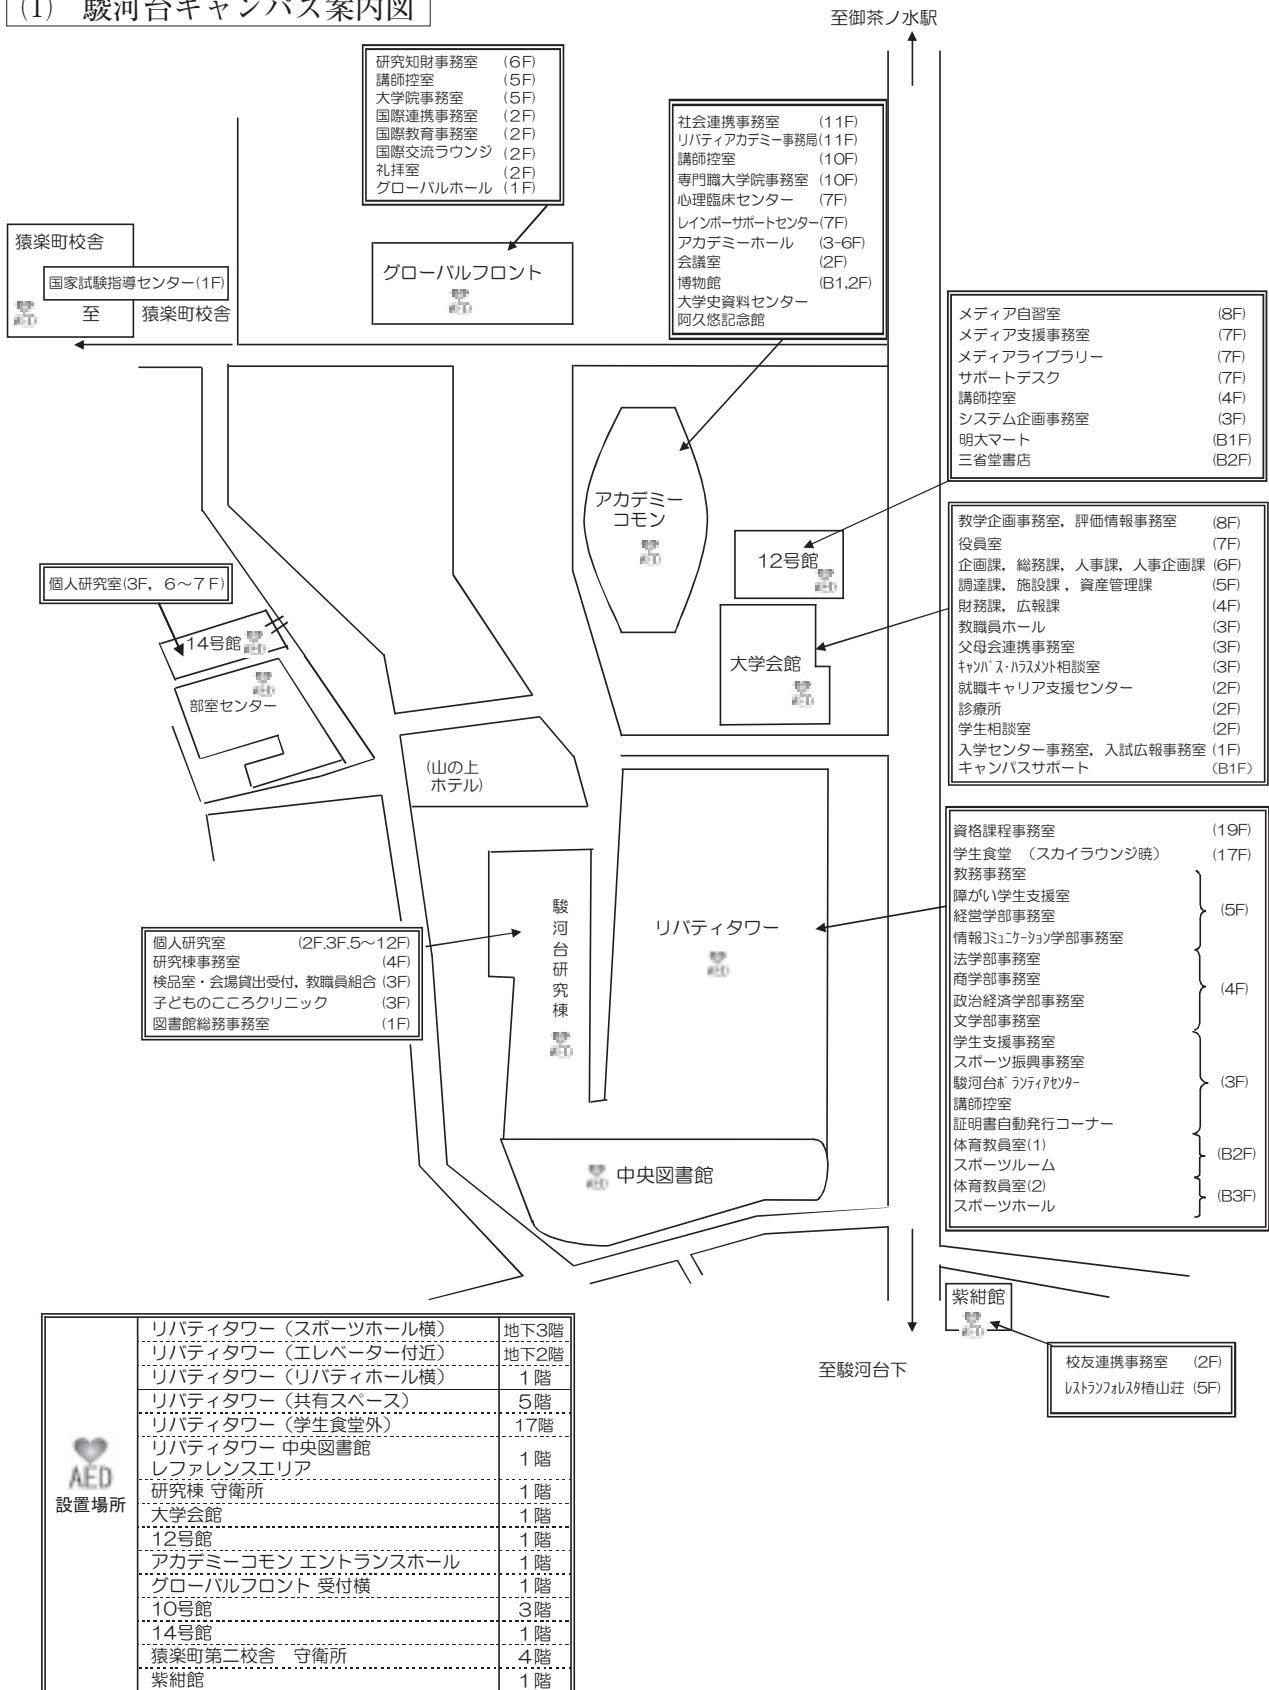 (1) 駿河台キャンパス案内図
至御茶ノ水駅
研究知財事務室 (6F)
講師控室 (5F)
大学院事務室 (5F)
国際連携事務室 (2F)
国際教育事務室 (2F)
国際交流ラウンジ (2F)
礼拝室 (2F)
グローバルホール (1F)
社会連携事務室 (11F)
リバティアカデミー事務局(11F)
講師控室 (10F)
専門職大学院事務室 (10F)
心理臨床センター (7F)
レインボーサポートセンター(7F)
アカデミーホール (3-6F)
会議室 (2F)
博物館 (B1,2F)
大学史資料センター
阿久悠記念館
猿楽町校舎
国家試験指導センター(1F)
AED
至 猿楽町校舎
グローバルフロント
AED
メディア自習室 (8F)
メディア支援事務室 (7F)
メディアライブラリー (7F)
サポートデスク (7F)
講師控室 (4F)
システム企画事務室 (3F)
明大マート (B1F)
三省堂書店 (B2F)
アカデミー
コモン
AED
12号館
AED
教学企画事務室，評価情報事務室 (8F)
役員室 (7F)
企画課，総務課，人事課，人事企画課 (6F)
調達課，施設課，資産管理課 (5F)
財務課，広報課 (4F)
教職員ホール (3F)
父母会連携事務室 (3F)
ｷｬﾝﾊﾟｽ・ﾊﾗｽﾒﾝﾄ相談室 (3F)
就職キャリア支援センター (2F)
診療所 (2F)
学生相談室 (2F)
入学センター事務室，入試広報事務室 (1F)
キャンパスサポート (B1F)
個人研究室(3F，6～7F)
14号館
AED
部室センター
AED
大学会館
AED
(山の上
ホテル)
資格課程事務室 (19F)
学生食堂 （スカイラウンジ暁） (17F)
教務事務室
障がい学生支援室
経営学部事務室
情報ｺﾐｭﾆｹｰｼｮﾝ学部事務室
(5F)
法学部事務室
商学部事務室
政治経済学部事務室
文学部事務室
(4F)
学生支援事務室
スポーツ振興事務室
駿河台ﾎﾞﾗﾝﾃｨｱｾﾝﾀｰ
講師控室
証明書自動発行コーナー
(3F)
体育教員室(1)
スポーツルーム
(B2F)
体育教員室(2)
スポーツホール
(B3F)
個人研究室 (2F.3F.5～12F)
研究棟事務室 (4F)
検品室・会場貸出受付，教職員組合 (3F)
子どものこころクリニック (3F)
図書館総務事務室 (1F)
駿河台研究棟
AED
リバティタワー
AED
AED
中央図書館
紫紺館
AED
至駿河台下
校友連携事務室 (2F)
ﾚｽﾄﾗﾝﾌｫﾚｽﾀ椿山荘 (5F)
AED
設置場所
リバティタワー（スポーツホール横） 地下3階
リバティタワー（エレベーター付近） 地下2階
リバティタワー（リバティホール横） 1階
リバティタワー（共有スペース） 5階
リバティタワー（学生食堂外） 17階
リバティタワー 中央図書館
レファレンスエリア 1階
研究棟 守衛所 1階
大学会館 1階
12号館 1階
アカデミーコモン エントランスホール 1階
グローバルフロント 受付横 1階
10号館 3階
14号館 1階
猿楽町第二校舎 守衛所 4階
紫紺館 1階